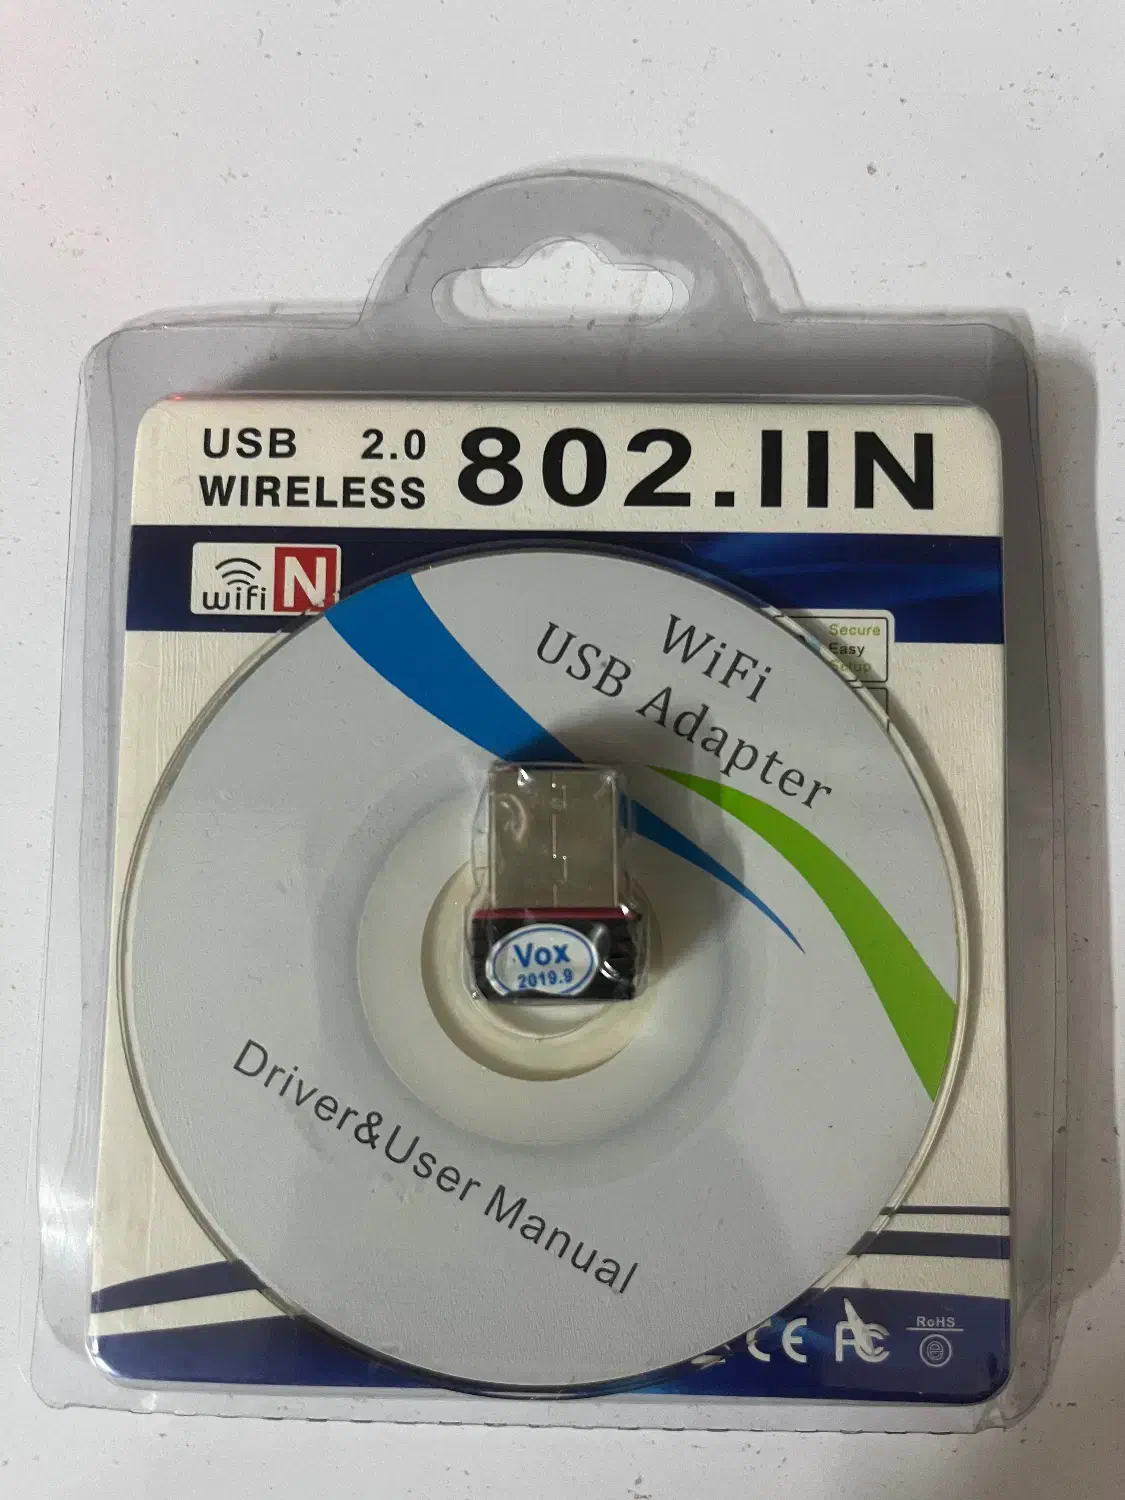 USB 2.0
WIRELESS
802.IIN
wifi N
Secure
Easy
Setup
WiFi
USB Adapter
Vox
2019.9
Driver&User Manual
CE FC RoHS
e